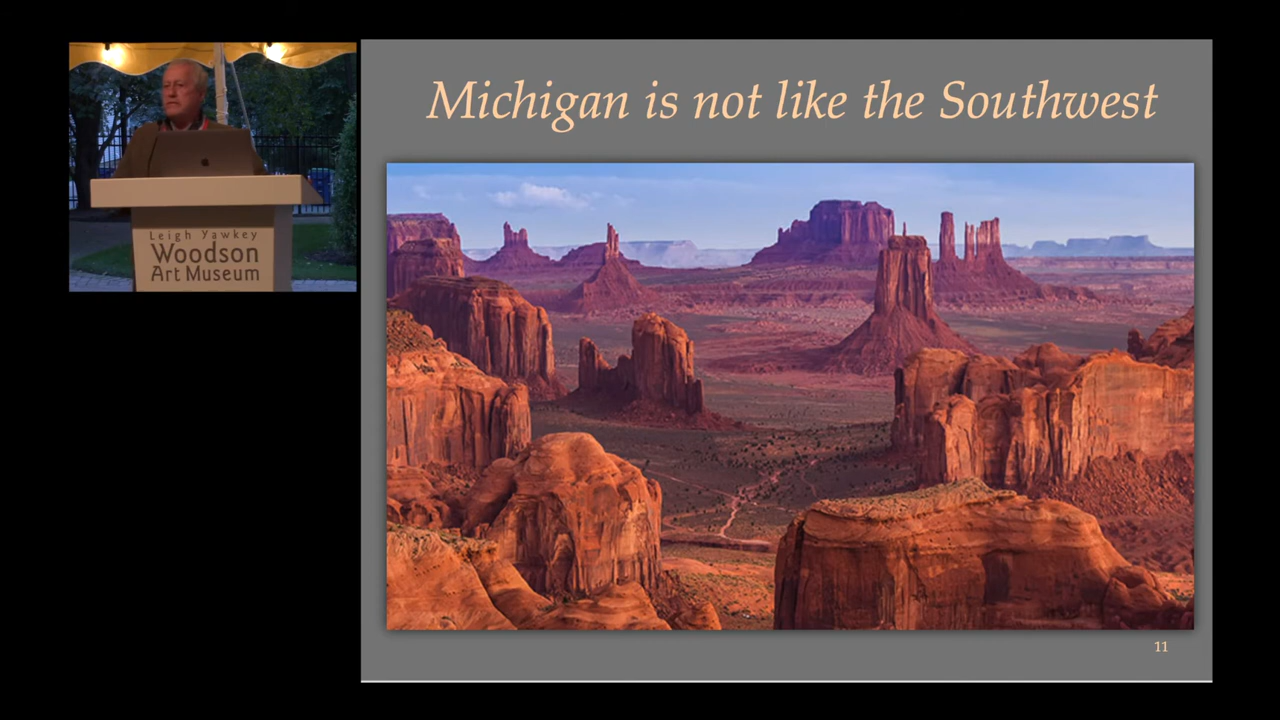 Michigan is not like the Southwest
Leigh Yawkey
Woodson
Art Museum
11